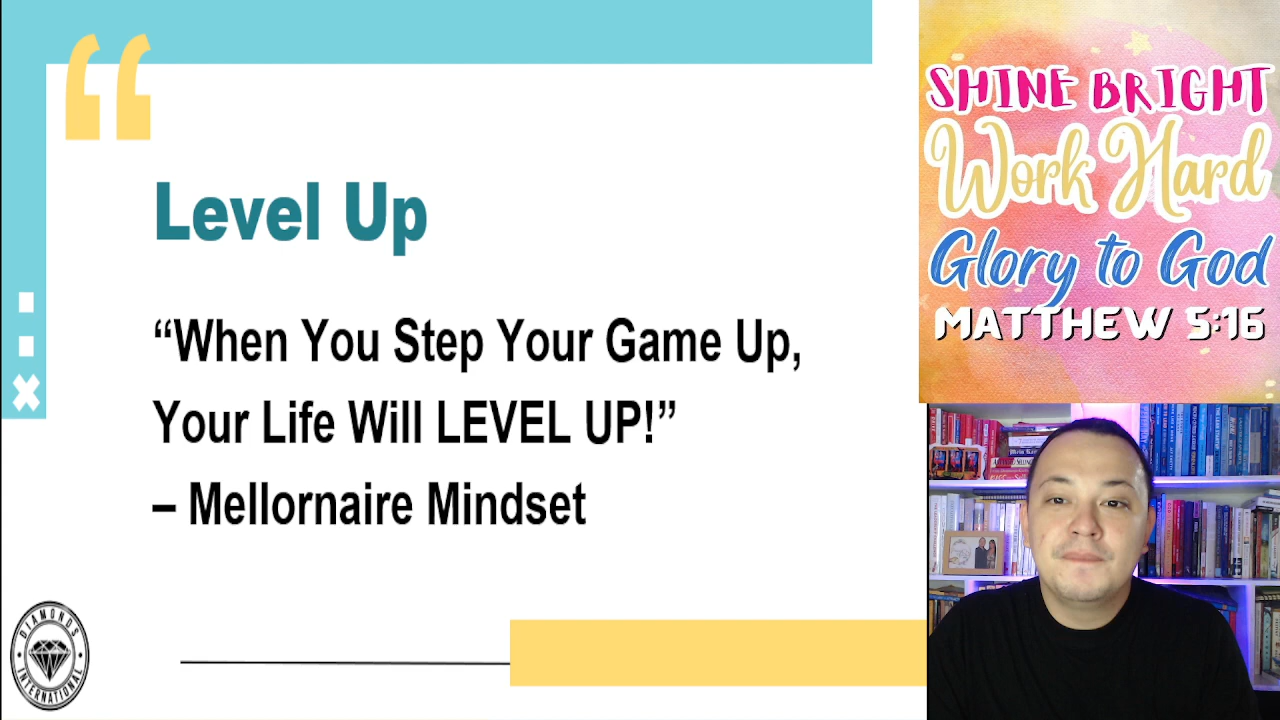 Level Up
“When You Step Your Game Up,
Your Life Will LEVEL UP!”
– Mellornaire Mindset
DIAMONDS
INTERNATIONAL
SHINE BRIGHT
Work Hard
Glory to God
MATTHEW 5:16